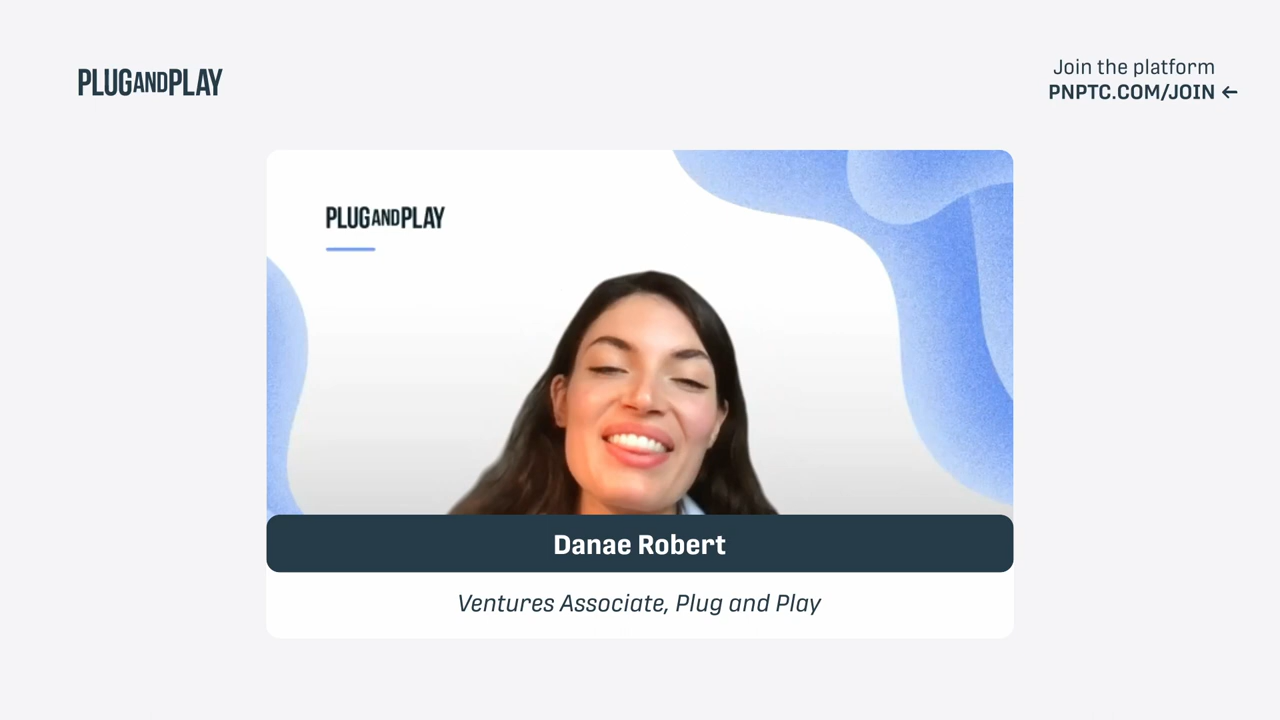 PLUGANDPLAY
Join the platform
PNPTC.COM/JOIN ←
PLUGANDPLAY
Danae Robert
Ventures Associate, Plug and Play